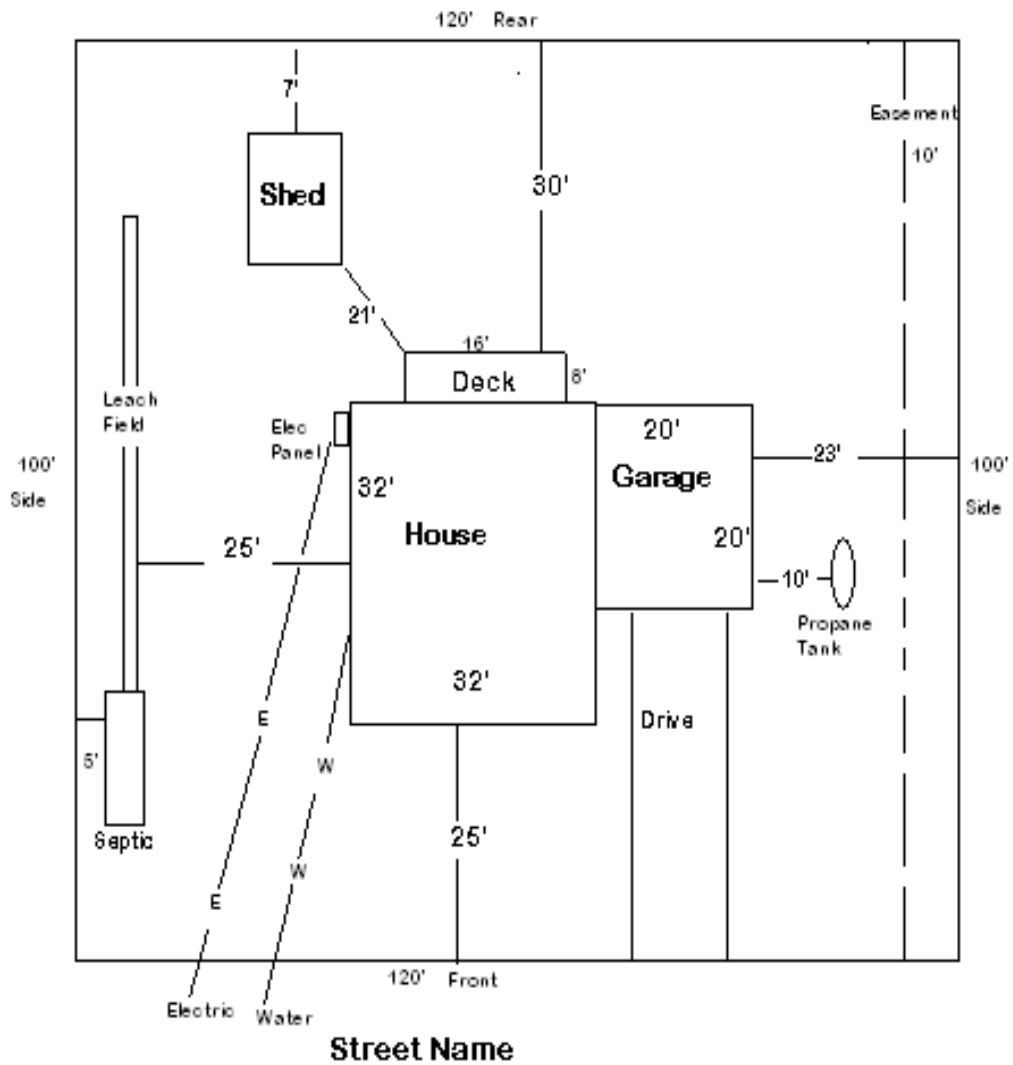 120' Rear
7'
Easement
10'
Shed
30'
21'
16'
Deck
8'
Leach
Field
Elec
Panel
20'
Garage
23'
100'
Side
100'
Side
32'
House
20'
25'
10'
Propane
Tank
32'
E
Drive
W
5'
Septic
25'
W
E
120' Front
Electric
Water
Street Name